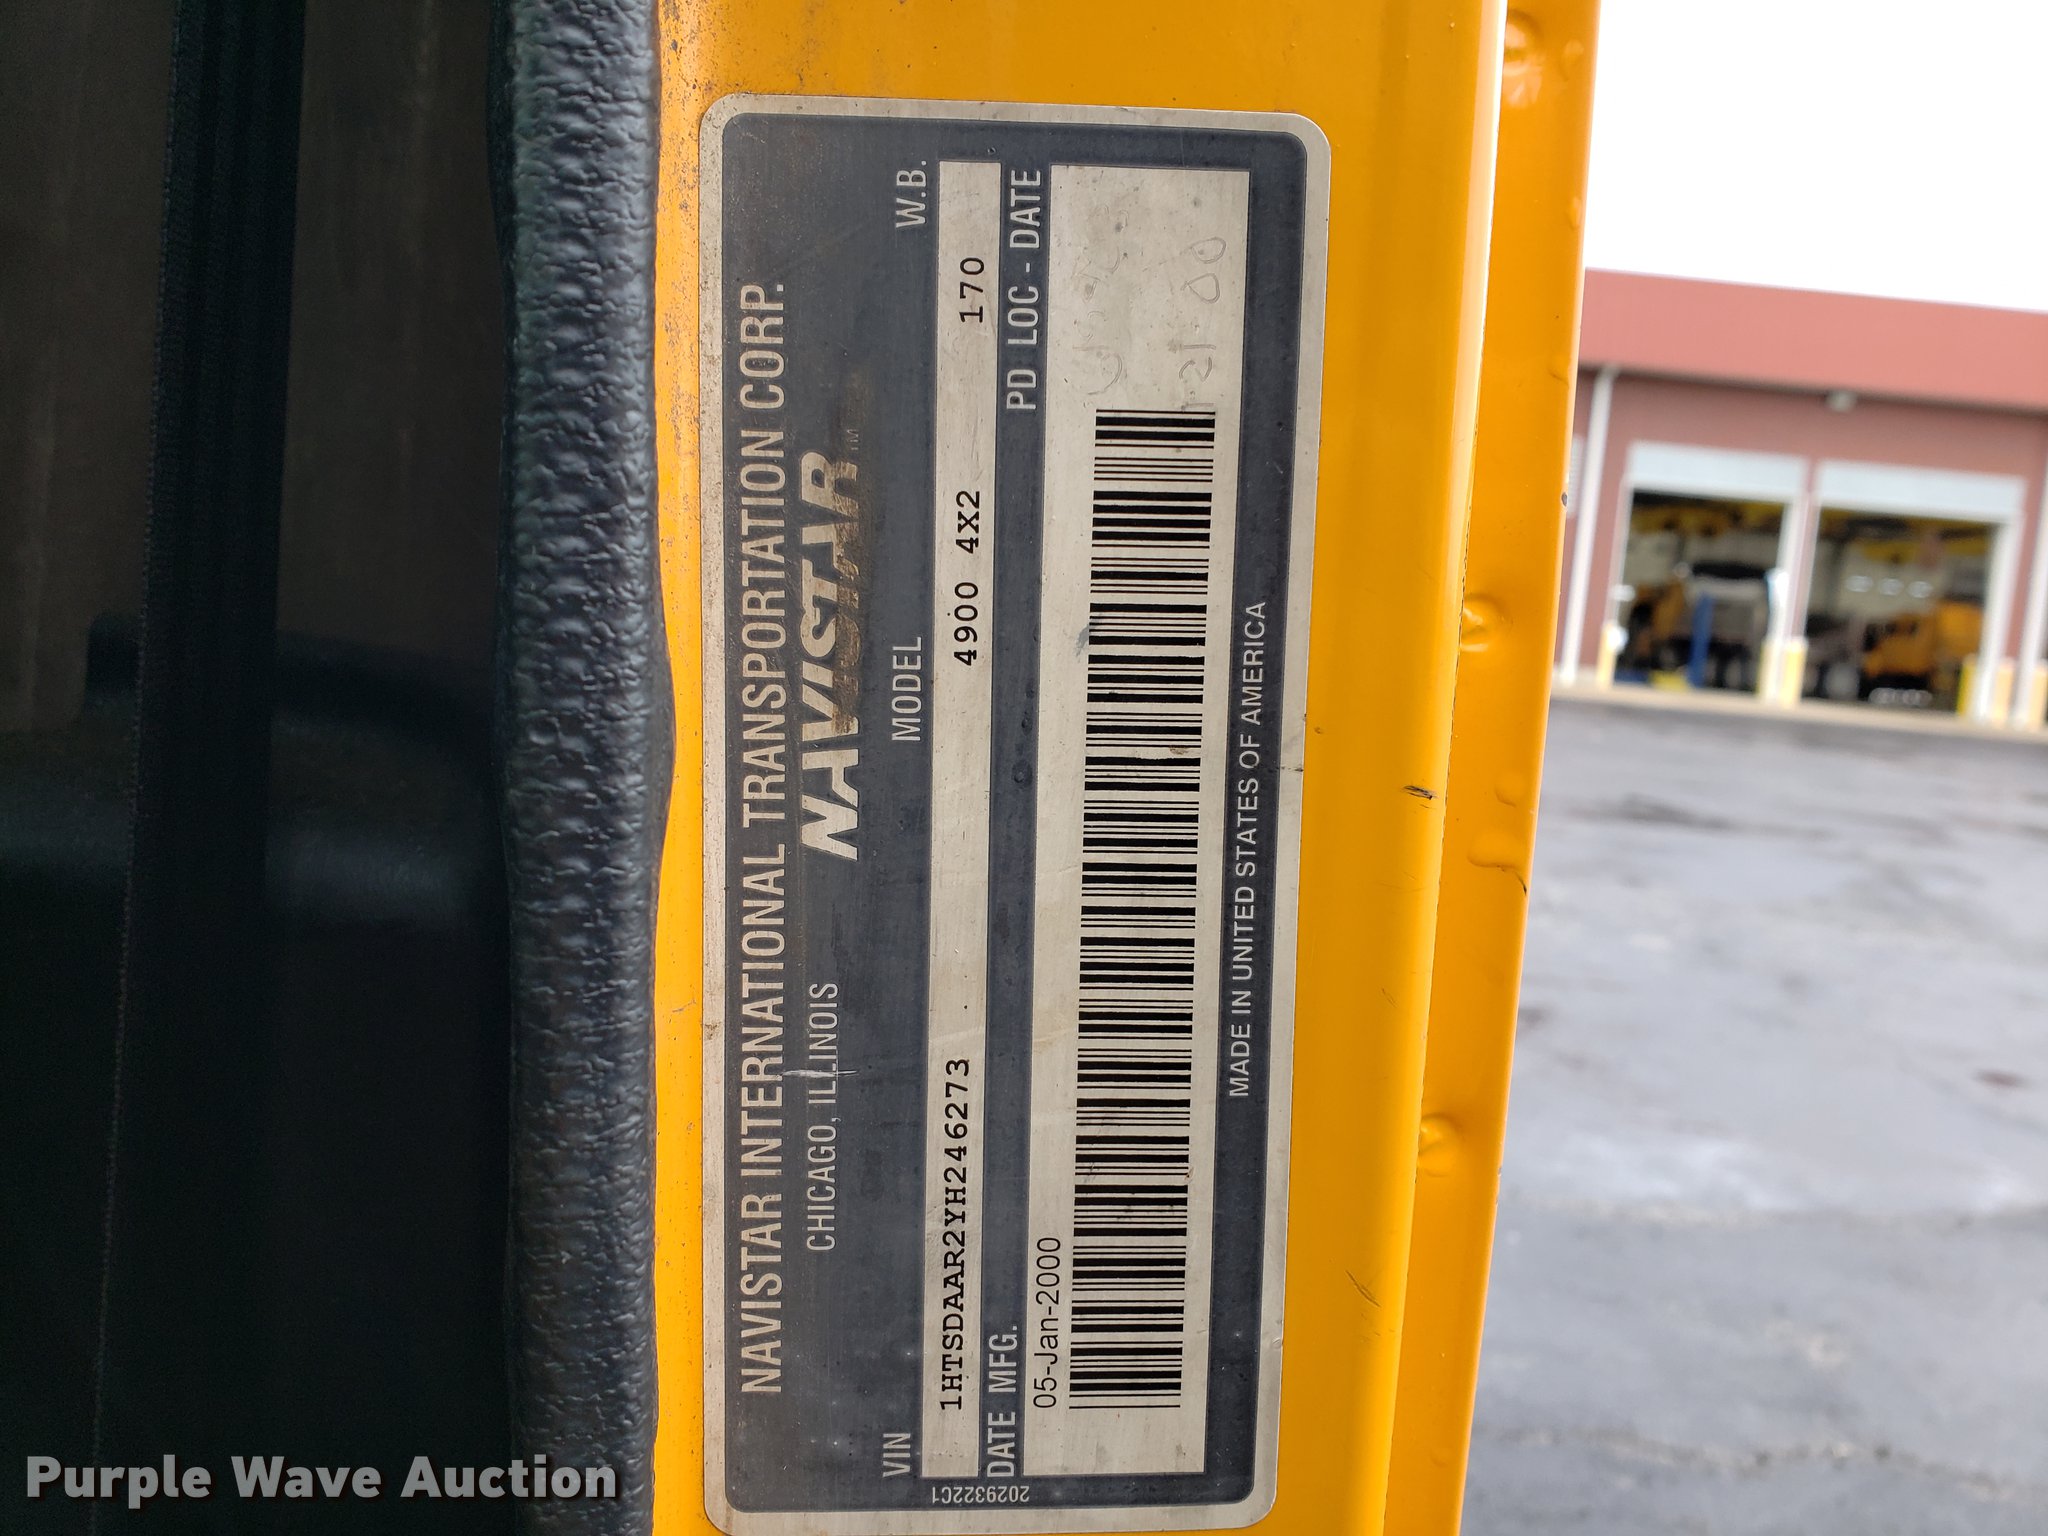 NAVISTAR INTERNATIONAL TRANSPORTATION CORP.
CHICAGO, ILLINOIS
NAVISTAR™
VIN MODEL W.B.
1HTSDAAR2YH246273 4900 4X2 170
DATE MFG. PD LOC - DATE
05-Jan-2000
MADE IN UNITED STATES OF AMERICA
2029322C1
Purple Wave Auction